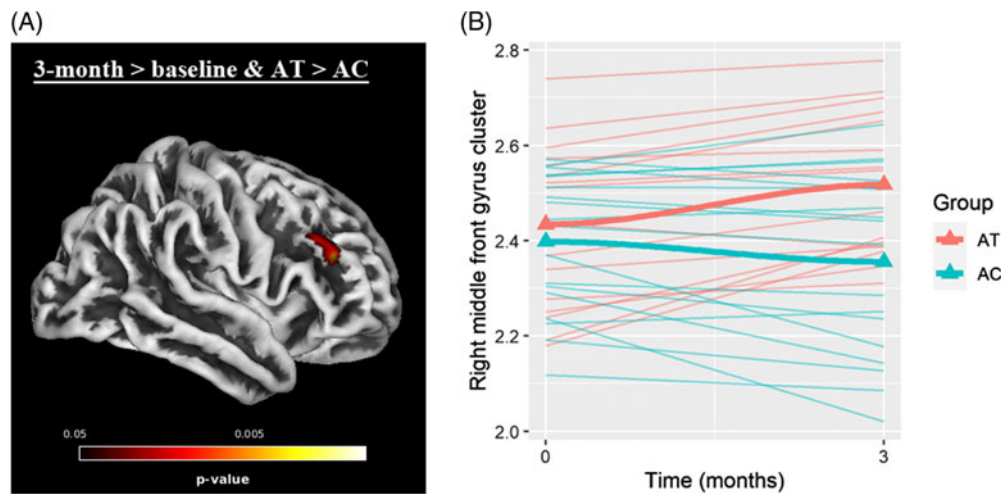 (A)
3-month > baseline & AT > AC
0.05 0.005
p-value
(B)
Right middle front gyrus cluster
2.8
2.6
2.4
2.2
2.0
0 3
Time (months)
Group
AT
AC